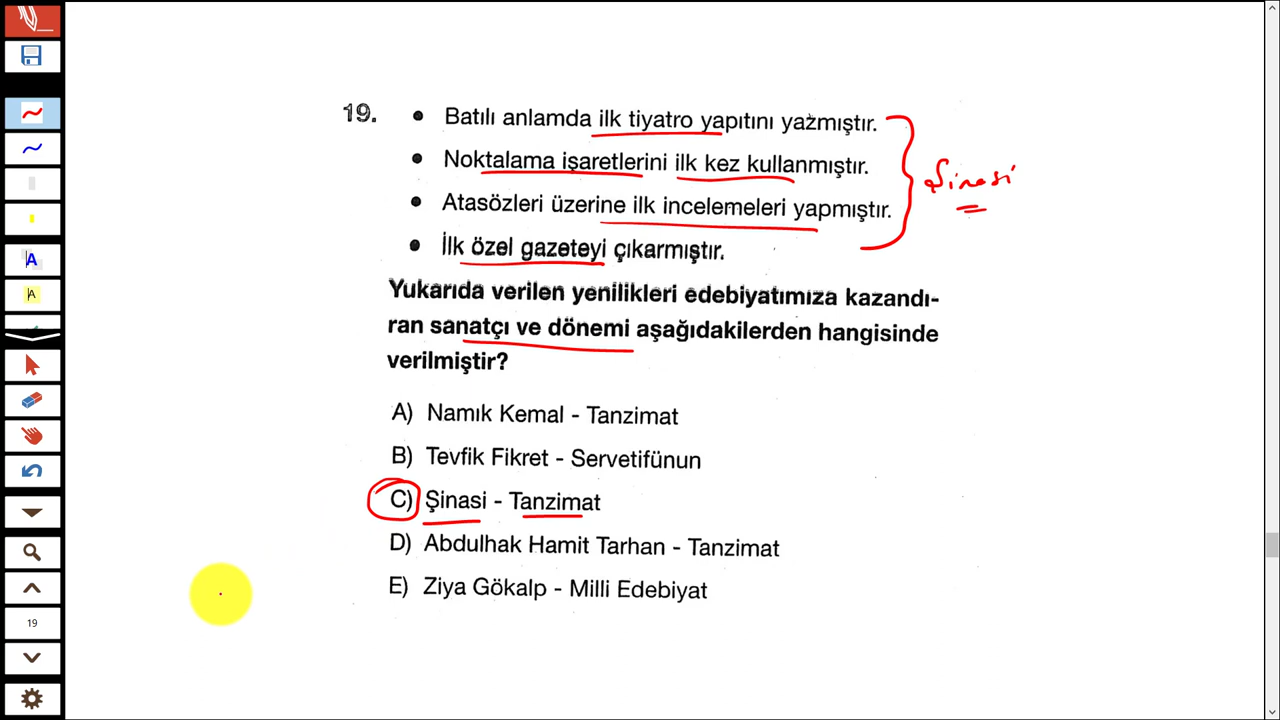 19. • Batılı anlamda ilk tiyatro yapıtını yazmıştır.
• Noktalama işaretlerini ilk kez kullanmıştır.
• Atasözleri üzerine ilk incelemeleri yapmıştır.
• İlk özel gazeteyi çıkarmıştır.
Şinasi
Yukarıda verilen yenilikleri edebiyatımıza kazandı-
ran sanatçı ve dönemi aşağıdakilerden hangisinde
verilmiştir?
A) Namık Kemal - Tanzimat
B) Tevfik Fikret - Servetifünun
C) Şinasi - Tanzimat
D) Abdulhak Hamit Tarhan - Tanzimat
E) Ziya Gökalp - Milli Edebiyat
A
A
19